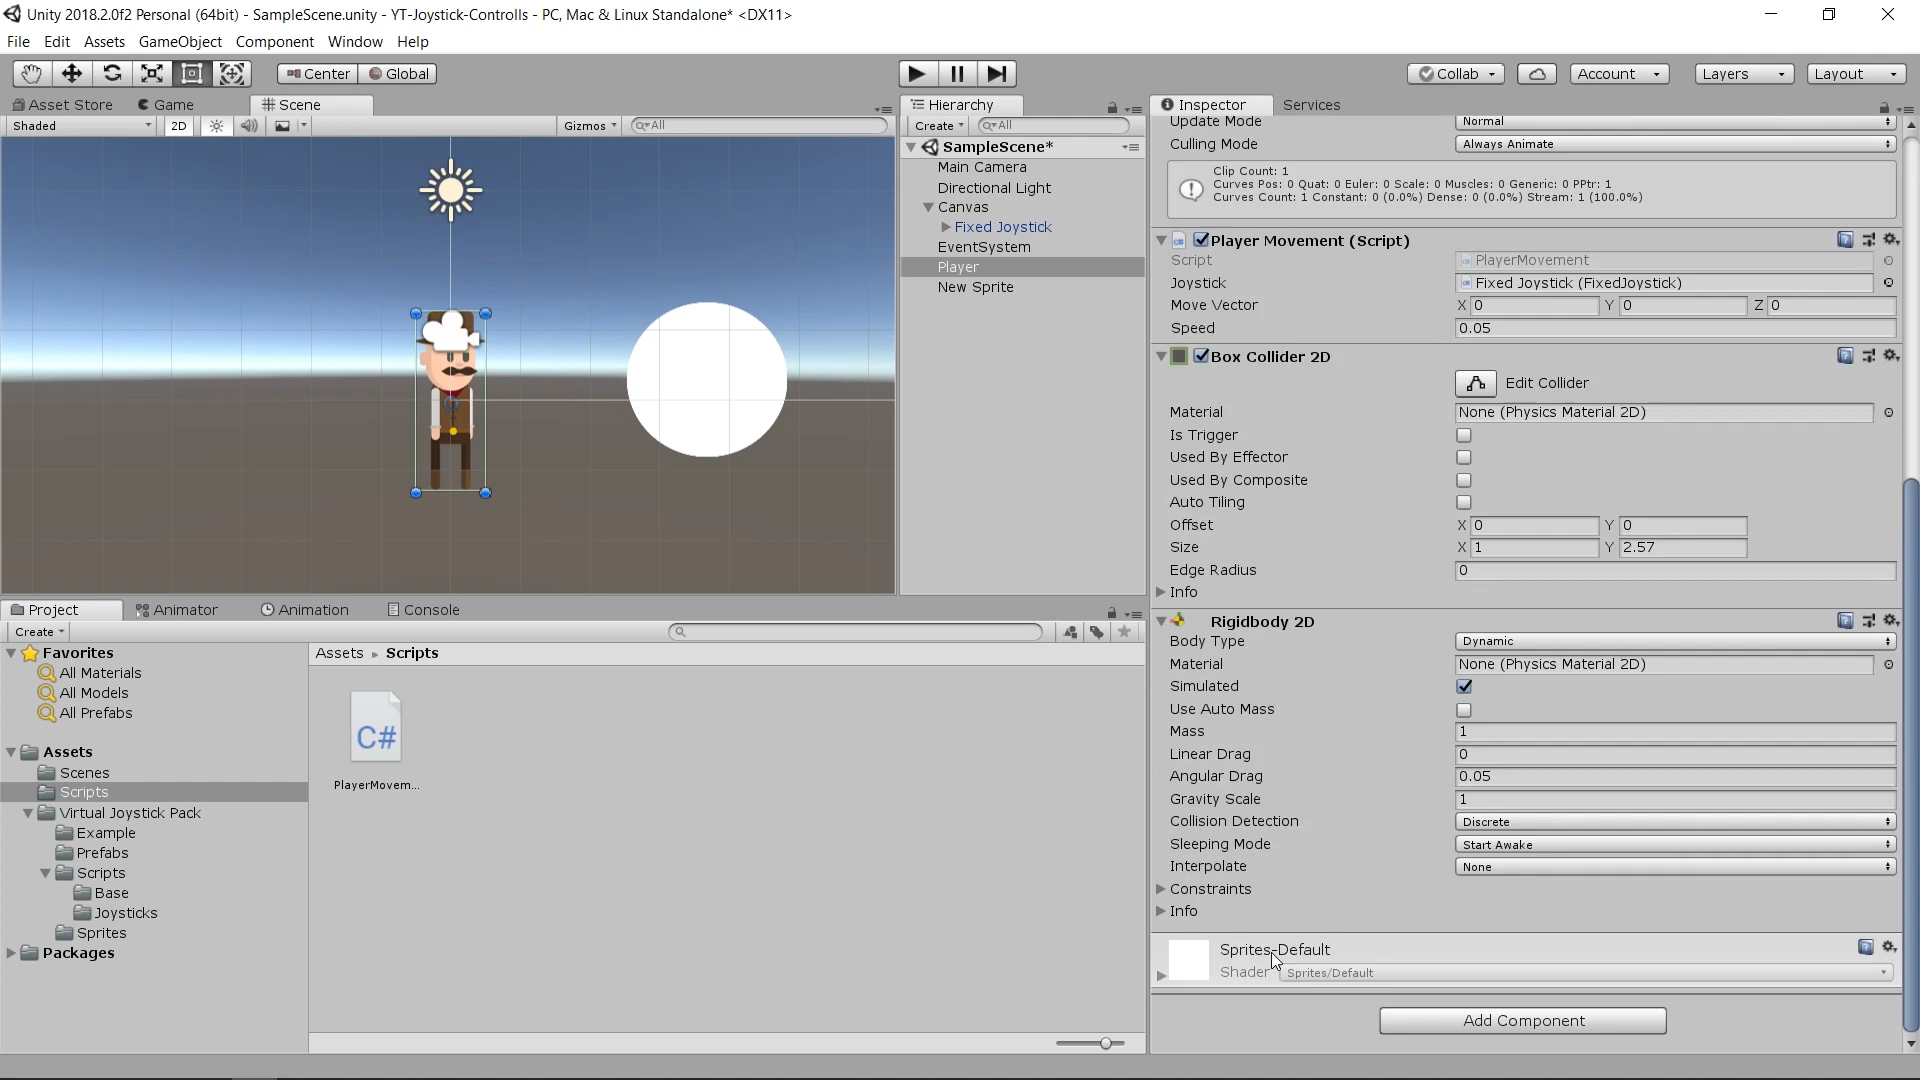 Unity 2018.2.0f2 Personal (64bit) - SampleScene.unity - YT-Joystick-Controlls - PC, Mac & Linux Standalone* <DX11>
File Edit Assets GameObject Component Window Help
Center Global Collab Account Layers Layout
Asset Store Game Scene
Shaded 2D Gizmos All
Hierarchy
Create All
SampleScene*
Main Camera
Directional Light
Canvas
Fixed Joystick
EventSystem
Player
New Sprite
Inspector Services
Update Mode Normal
Culling Mode Always Animate
Clip Count: 1
Curves Pos: 0 Quat: 0 Euler: 0 Scale: 0 Muscles: 0 Generic: 0 PPtr: 1
Curves Count: 1 Constant: 0 (0.0%) Dense: 0 (0.0%) Stream: 1 (100.0%)
Player Movement (Script)
Script PlayerMovement
Joystick Fixed Joystick (FixedJoystick)
Move Vector X 0 Y 0 Z 0
Speed 0.05
Box Collider 2D
Edit Collider
Material None (Physics Material 2D)
Is Trigger
Used By Effector
Used By Composite
Auto Tiling
Offset X 0 Y 0
Size X 1 Y 2.57
Edge Radius 0
Info
Rigidbody 2D
Body Type Dynamic
Material None (Physics Material 2D)
Simulated
Use Auto Mass
Mass 1
Linear Drag 0
Angular Drag 0.05
Gravity Scale 1
Collision Detection Discrete
Sleeping Mode Start Awake
Interpolate None
Constraints
Info
Sprites-Default
Shader Sprites/Default
Add Component
Project Animator Animation Console
Create
Favorites
All Materials
All Models
All Prefabs
Assets
Scenes
Scripts
Virtual Joystick Pack
Example
Prefabs
Scripts
Base
Joysticks
Sprites
Packages
Assets Scripts
C#
PlayerMovem...